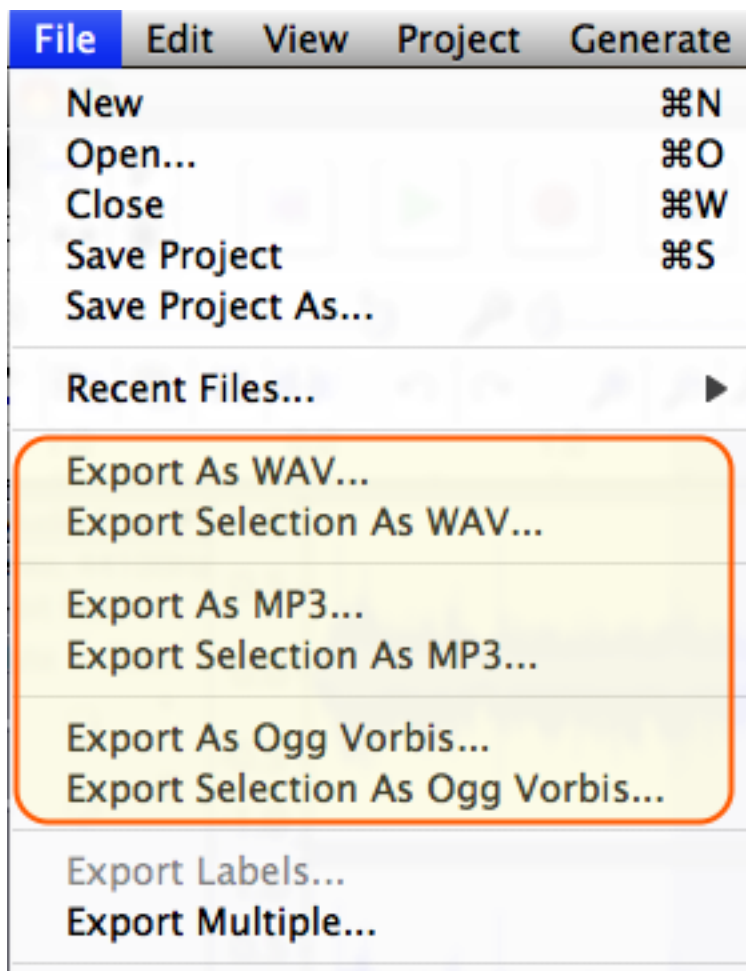 File Edit View Project Generate
New ⌘N
Open... ⌘O
Close ⌘W
Save Project ⌘S
Save Project As...
Recent Files... ▶
Export As WAV...
Export Selection As WAV...
Export As MP3...
Export Selection As MP3...
Export As Ogg Vorbis...
Export Selection As Ogg Vorbis...
Export Labels...
Export Multiple...